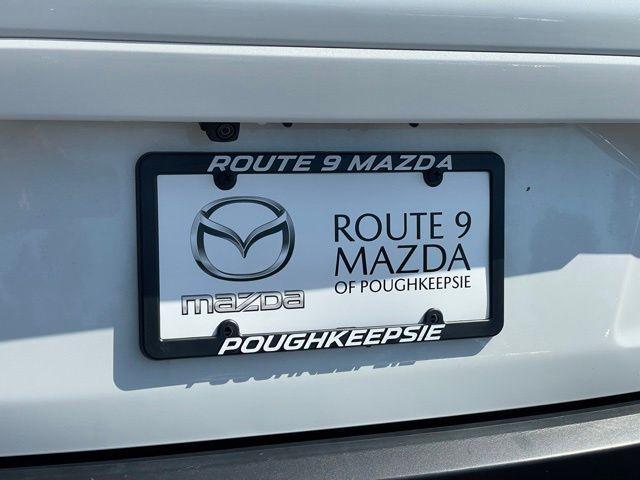 ROUTE 9 MAZDA
ROUTE 9
MAZDA
OF POUGHKEEPSIE
mazda
POUGHKEEPSIE